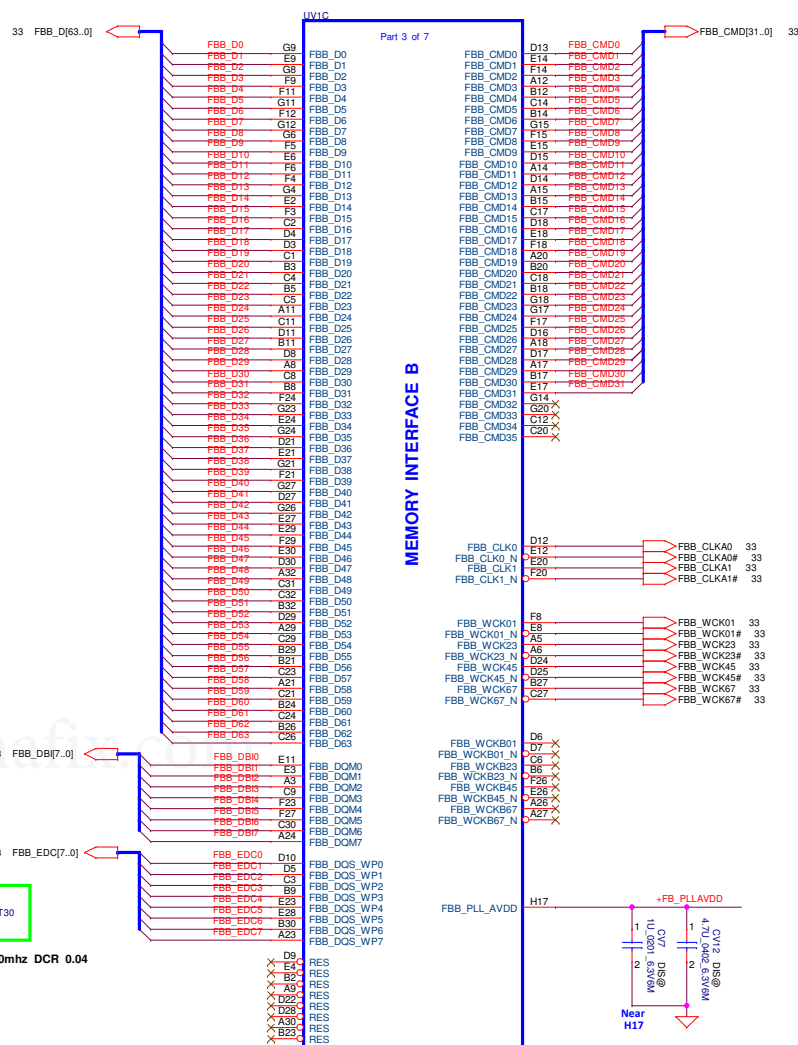 UV1C
Part 3 of 7
33 FBB_D[63..0]
FBB_CMD[31..0] 33
FBB_D0 G9 FBB_D0 FBB_CMD0 D13 FBB_CMD0
FBB_D1 E9 FBB_D1 FBB_CMD1 E14 FBB_CMD1
FBB_D2 G8 FBB_D2 FBB_CMD2 F14 FBB_CMD2
FBB_D3 F9 FBB_D3 FBB_CMD3 A12 FBB_CMD3
FBB_D4 F11 FBB_D4 FBB_CMD4 B12 FBB_CMD4
FBB_D5 G11 FBB_D5 FBB_CMD5 C14 FBB_CMD5
FBB_D6 F12 FBB_D6 FBB_CMD6 B14 FBB_CMD6
FBB_D7 G12 FBB_D7 FBB_CMD7 G15 FBB_CMD7
FBB_D8 G6 FBB_D8 FBB_CMD8 F15 FBB_CMD8
FBB_D9 F5 FBB_D9 FBB_CMD9 E15 FBB_CMD9
FBB_D10 E6 FBB_D10 FBB_CMD10 D15 FBB_CMD10
FBB_D11 F6 FBB_D11 FBB_CMD11 A14 FBB_CMD11
FBB_D12 F4 FBB_D12 FBB_CMD12 D14 FBB_CMD12
FBB_D13 G4 FBB_D13 FBB_CMD13 A15 FBB_CMD13
FBB_D14 E2 FBB_D14 FBB_CMD14 B15 FBB_CMD14
FBB_D15 F3 FBB_D15 FBB_CMD15 C17 FBB_CMD15
FBB_D16 C2 FBB_D16 FBB_CMD16 D18 FBB_CMD16
FBB_D17 D4 FBB_D17 FBB_CMD17 E18 FBB_CMD17
FBB_D18 D3 FBB_D18 FBB_CMD18 F18 FBB_CMD18
FBB_D19 C1 FBB_D19 FBB_CMD19 A20 FBB_CMD19
FBB_D20 B3 FBB_D20 FBB_CMD20 B20 FBB_CMD20
FBB_D21 C4 FBB_D21 FBB_CMD21 C18 FBB_CMD21
FBB_D22 B5 FBB_D22 FBB_CMD22 B18 FBB_CMD22
FBB_D23 C5 FBB_D23 FBB_CMD23 G18 FBB_CMD23
FBB_D24 A11 FBB_D24 FBB_CMD24 G17 FBB_CMD24
FBB_D25 C11 FBB_D25 FBB_CMD25 F17 FBB_CMD25
FBB_D26 D11 FBB_D26 FBB_CMD26 D16 FBB_CMD26
FBB_D27 B11 FBB_D27 FBB_CMD27 A18 FBB_CMD27
FBB_D28 D8 FBB_D28 FBB_CMD28 D17 FBB_CMD28
FBB_D29 A8 FBB_D29 FBB_CMD29 A17 FBB_CMD29
FBB_D30 C8 FBB_D30 FBB_CMD30 B17 FBB_CMD30
FBB_D31 B8 FBB_D31 FBB_CMD31 E17 FBB_CMD31
FBB_D32 F24 FBB_D32 FBB_CMD32 G14
FBB_D33 G23 FBB_D33 FBB_CMD33 G20
FBB_D34 E24 FBB_D34 FBB_CMD34 C12
FBB_D35 G24 FBB_D35 FBB_CMD35 C20
FBB_D36 D21 FBB_D36
FBB_D37 E21 FBB_D37
FBB_D38 G21 FBB_D38
FBB_D39 F21 FBB_D39
FBB_D40 G27 FBB_D40
FBB_D41 D27 FBB_D41
FBB_D42 G26 FBB_D42
FBB_D43 E27 FBB_D43
FBB_D44 E29 FBB_D44
FBB_D45 F29 FBB_D45 FBB_CLK0 D12 FBB_CLKA0 33
FBB_D46 E30 FBB_D46 FBB_CLK0_N E12 FBB_CLKA0# 33
FBB_D47 D30 FBB_D47 FBB_CLK1 E20 FBB_CLKA1 33
FBB_D48 A32 FBB_D48 FBB_CLK1_N F20 FBB_CLKA1# 33
FBB_D49 C31 FBB_D49
FBB_D50 C32 FBB_D50
FBB_D51 B32 FBB_D51
FBB_D52 D29 FBB_D52 FBB_WCK01 F8 FBB_WCK01 33
FBB_D53 A29 FBB_D53 FBB_WCK01_N E8 FBB_WCK01# 33
FBB_D54 C29 FBB_D54 FBB_WCK23 A5 FBB_WCK23 33
FBB_D55 B29 FBB_D55 FBB_WCK23_N A6 FBB_WCK23# 33
FBB_D56 B21 FBB_D56 FBB_WCK45 D24 FBB_WCK45 33
FBB_D57 C23 FBB_D57 FBB_WCK45_N D25 FBB_WCK45# 33
FBB_D58 A21 FBB_D58 FBB_WCK67 B27 FBB_WCK67 33
FBB_D59 C21 FBB_D59 FBB_WCK67_N C27 FBB_WCK67# 33
FBB_D60 B24 FBB_D60
FBB_D61 C24 FBB_D61
FBB_D62 B26 FBB_D62
FBB_D63 C26 FBB_D63
MEMORY INTERFACE B
FBB_WCKB01 D6
FBB_WCKB01_N D7
FBB_WCKB23 C6
FBB_WCKB23_N B6
FBB_WCKB45 F26
FBB_WCKB45_N E26
FBB_WCKB67 A26
FBB_WCKB67_N A27
FBB_DBI[7..0]
FBB_DBI0 E11 FBB_DQM0
FBB_DBI1 E3 FBB_DQM1
FBB_DBI2 A3 FBB_DQM2
FBB_DBI3 C9 FBB_DQM3
FBB_DBI4 F23 FBB_DQM4
FBB_DBI5 F27 FBB_DQM5
FBB_DBI6 C30 FBB_DQM6
FBB_DBI7 A24 FBB_DQM7
FBB_EDC[7..0]
FBB_EDC0 D10 FBB_DQS_WP0
FBB_EDC1 D5 FBB_DQS_WP1
FBB_EDC2 C3 FBB_DQS_WP2
FBB_EDC3 B9 FBB_DQS_WP3
FBB_EDC4 E23 FBB_DQS_WP4
FBB_EDC5 E28 FBB_DQS_WP5
FBB_EDC6 B30 FBB_DQS_WP6
FBB_EDC7 A23 FBB_DQS_WP7
FBB_PLL_AVDD H17 +FB_PLLAVDD
T30
0mhz DCR 0.04
D9 RES
E4 RES
B2 RES
A9 RES
D22 RES
D28 RES
A30 RES
B23 RES
1
2
CV7 DIS@
1U_0201_6.3V6M
1
2
CV12 DIS@
4.7U_0402_6.3V6M
Near
H17